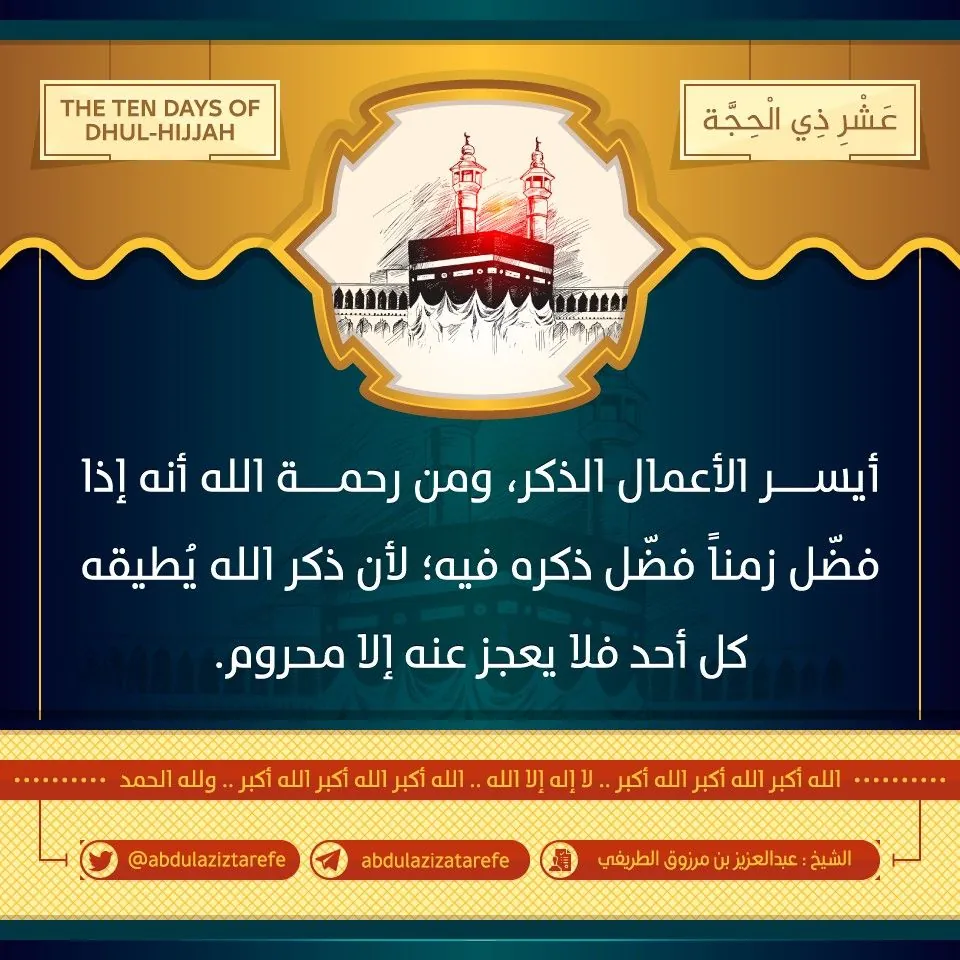 THE TEN DAYS OF
DHUL-HIJJAH
عَشْرِ ذِي الْحِجَّة
أيســـر الأعمال الذكر، ومن رحمـــة الله أنه إذا
فضّل زمناً فضّل ذكره فيه؛ لأن ذكر الله يُطيقه
كل أحد فلا يعجز عنه إلا محروم.
الله أكبر الله أكبر الله أكبر .. لا إله إلا الله .. الله أكبر الله أكبر الله أكبر .. ولله الحمد
الشيخ : عبدالعزيز بن مرزوق الطريفي
abdulazizatarefe
@abdulaziztarefe